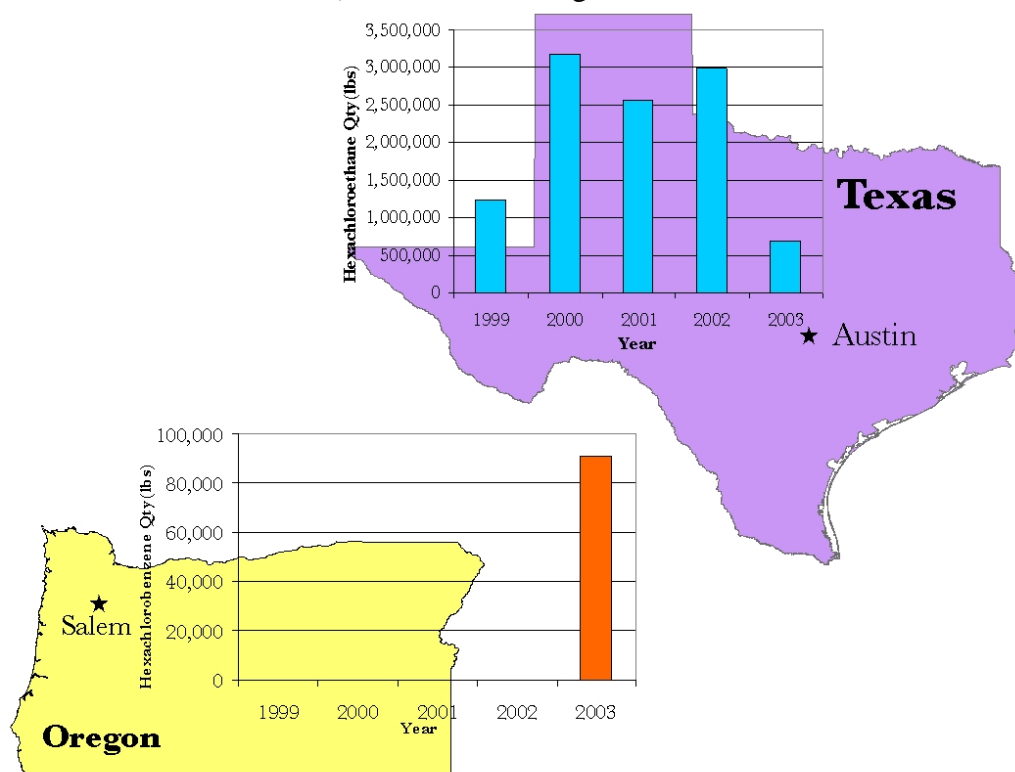 3,500,000
3,000,000
2,500,000
2,000,000
1,500,000
1,000,000
500,000
0
Hexachloroethane Qty (lbs)
1999 2000 2001 2002 2003
Year
Texas
Austin
100,000
80,000
60,000
40,000
20,000
0
Hexachlorobenzene Qty (lbs)
1999 2000 2001 2002 2003
Year
Salem
Oregon